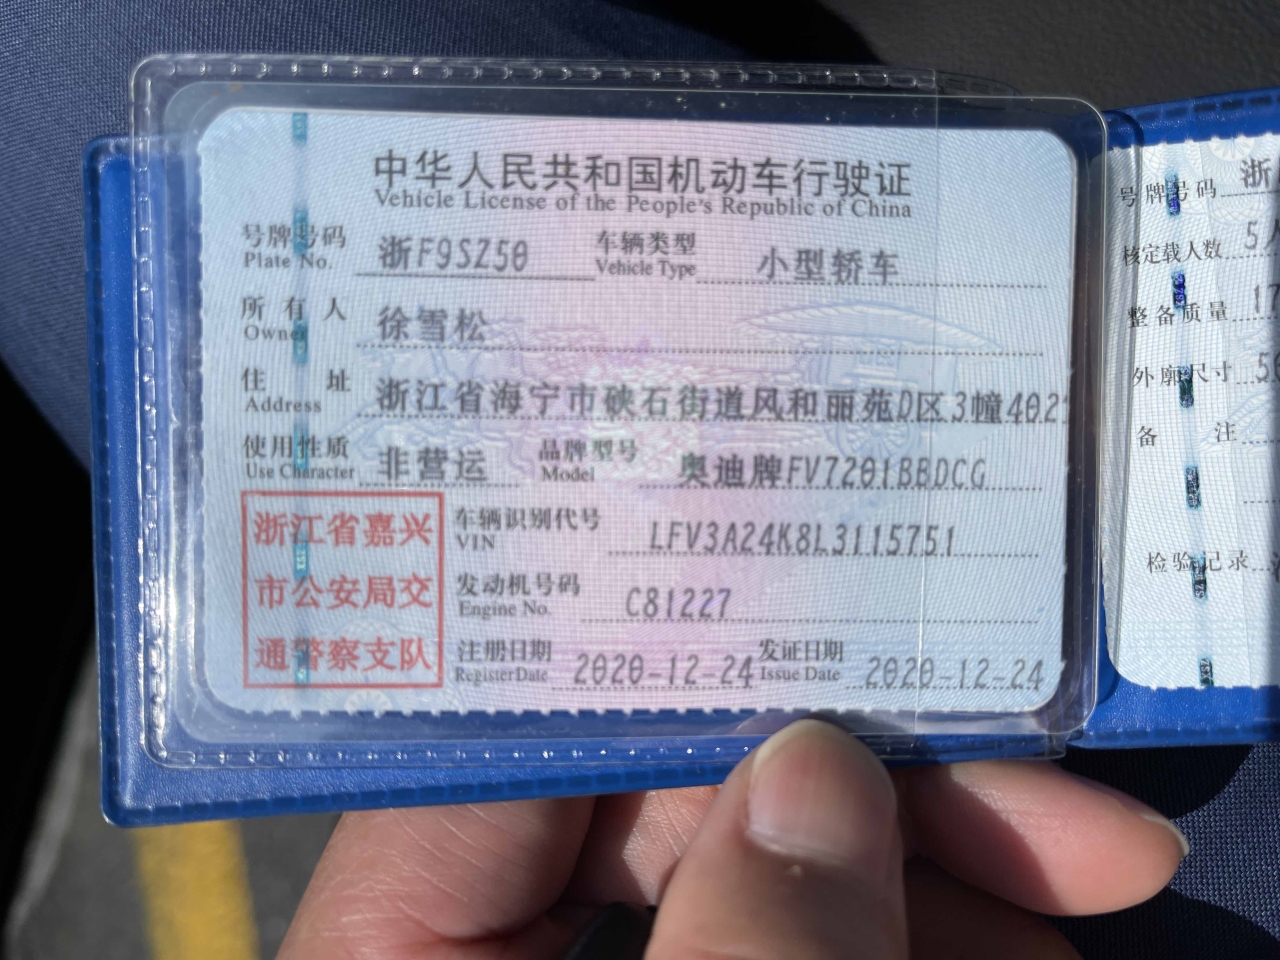 中华人民共和国机动车行驶证
Vehicle License of the People's Republic of China
号牌号码 浙F9SZ50 车辆类型 小型轿车
Plate No. Vehicle Type
所有人 徐雪松
Owner
住址 浙江省海宁市硖石街道风和丽苑D区3幢402
Address
使用性质 非营运 品牌型号 奥迪牌FV7201BBDCG
Use Character Model
浙江省嘉兴
市公安局交
通警察支队
车辆识别代号 LFV3A24K8L3115751
VIN
发动机号码 C81227
Engine No.
注册日期 2020-12-24 发证日期 2020-12-24
Register Date Issue Date
号牌号码 浙
核定载人数 5人
整备质量 17
外廓尺寸 50
备注
检验记录